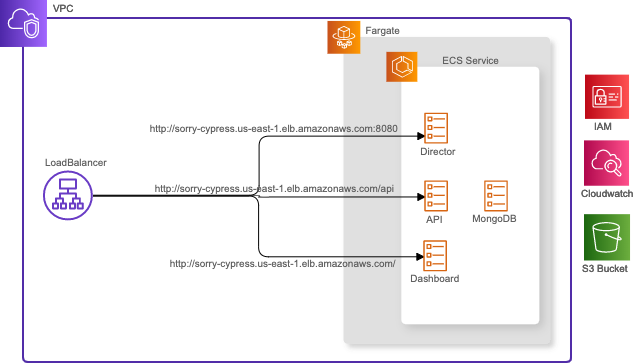 VPC
Fargate
ECS Service
http://sorry-cypress.us-east-1.elb.amazonaws.com:8080
Director
LoadBalancer
http://sorry-cypress.us-east-1.elb.amazonaws.com/api
API
MongoDB
http://sorry-cypress.us-east-1.elb.amazonaws.com/
Dashboard
IAM
Cloudwatch
S3 Bucket